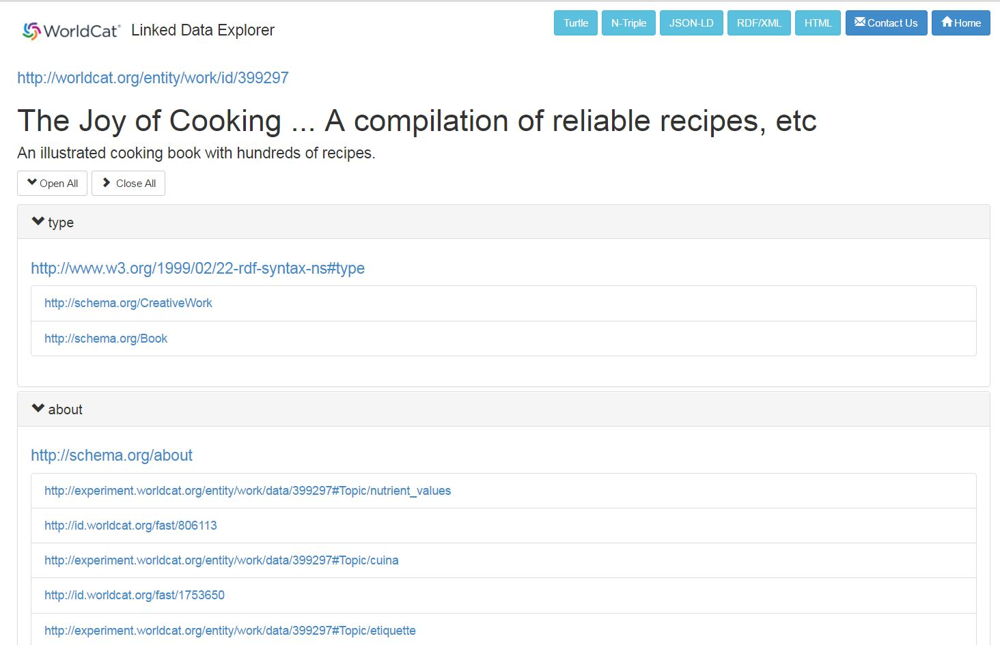 WorldCat® Linked Data Explorer
Turtle N-Triple JSON-LD RDF/XML HTML Contact Us Home
http://worldcat.org/entity/work/id/399297
The Joy of Cooking ... A compilation of reliable recipes, etc
An illustrated cooking book with hundreds of recipes.
Open All Close All
type
http://www.w3.org/1999/02/22-rdf-syntax-ns#type
http://schema.org/CreativeWork
http://schema.org/Book
about
http://schema.org/about
http://experiment.worldcat.org/entity/work/data/399297#Topic/nutrient_values
http://id.worldcat.org/fast/806113
http://experiment.worldcat.org/entity/work/data/399297#Topic/cuina
http://id.worldcat.org/fast/1753650
http://experiment.worldcat.org/entity/work/data/399297#Topic/etiquette